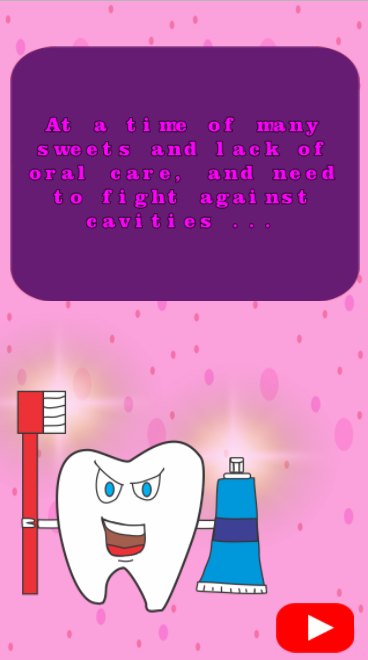 At a time of many
sweets and lack of
oral care, and need
to fight against
cavities ...